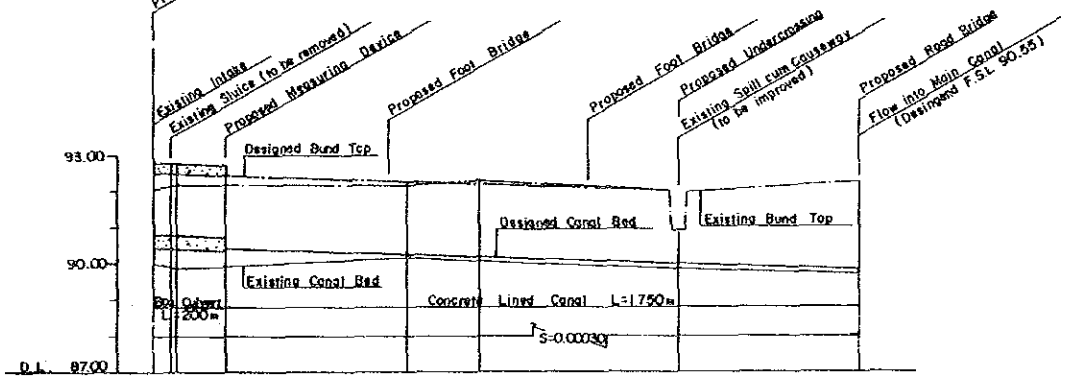 Existing Intake
Existing Sluice (to be removed)
Proposed Measuring Device
Proposed Foot Bridge
Proposed Foot Bridge
Proposed Undercrossing
Existing Spill cum Causeway
(to be improved)
Proposed Road Bridge
Flow into Main Canal
(Desingend F.S.L 90.55)
93.00
Designed Bund Top
Designed Canal Bed
Existing Bund Top
90.00
Existing Canal Bed
Box Culvert
L=200m
Concrete Lined Canal L=1750m
S=0.00030
D.L. 87.00